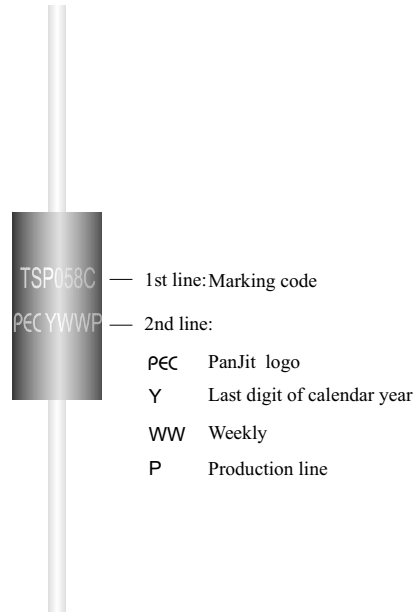 TSP058C
PEC YWWP
1st line: Marking code
2nd line:
PEC PanJit logo
Y Last digit of calendar year
WW Weekly
P Production line